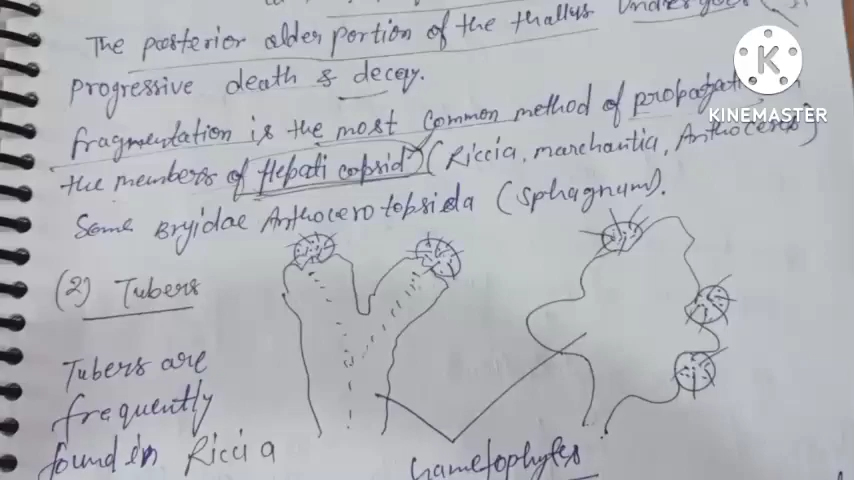 The posterior older portion of the thallus undergoes
progressive death & decay.
fragmentation is the most common method of
the members of Hepati copsid (Riccia, marchantia, Anthoceros)
Some Bryidae Anthocerotopsida (Sphagnum).
(2) Tubers
Tubers are
frequently
found in Riccia
Gametophytes
K
KINEMASTER